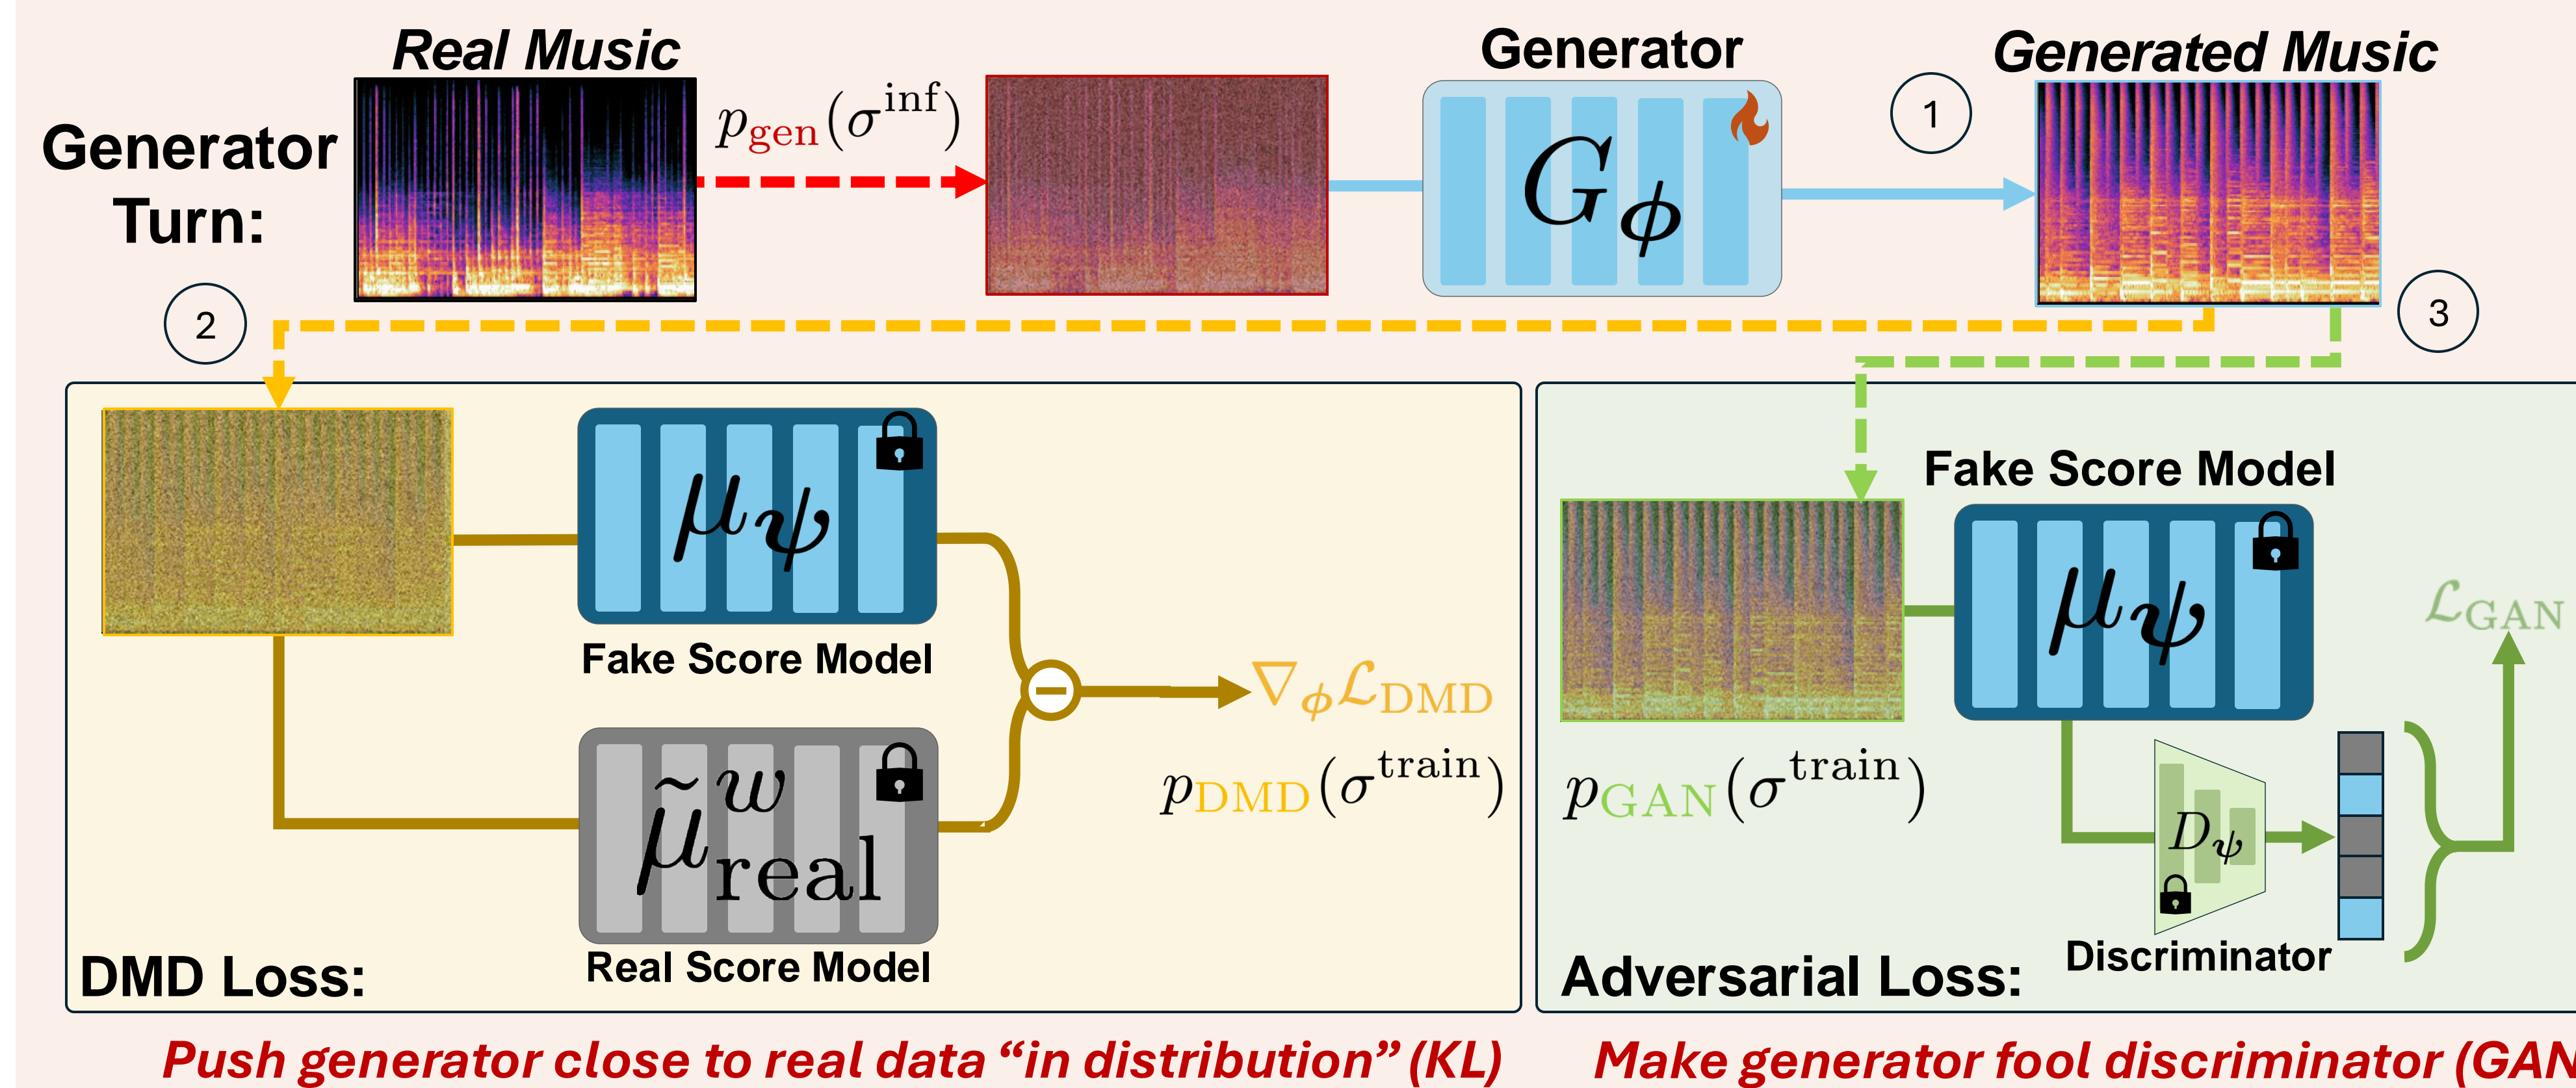 Real Music
Generator
Generated Music
Generator
Turn:
p_gen(σ^inf)
G_ϕ
1
2
3
μ_ψ
Fake Score Model
μ̃^w_real
Real Score Model
∇_ϕ ℒ_DMD
p_DMD(σ^train)
DMD Loss:
Fake Score Model
μ_ψ
ℒ_GAN
p_GAN(σ^train)
D_ψ
Discriminator
Adversarial Loss:
Push generator close to real data “in distribution” (KL)
Make generator fool discriminator (GAN